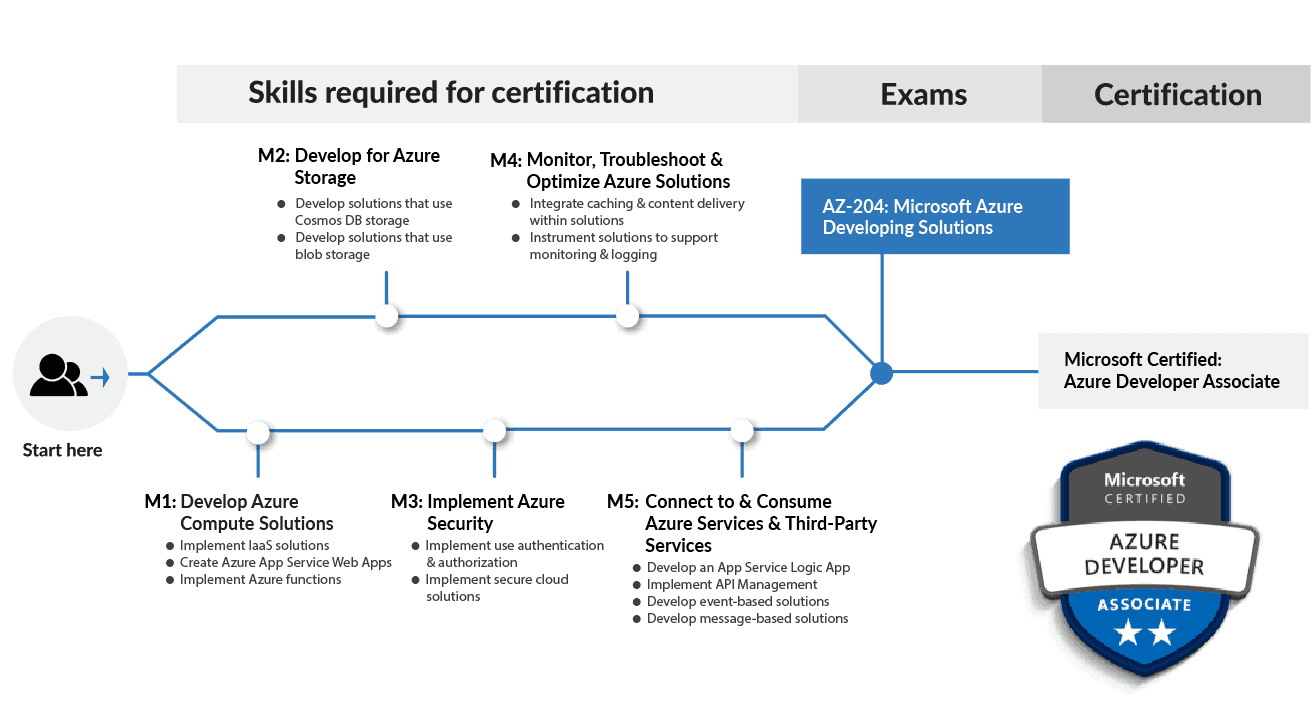 Skills required for certification
Exams
Certification
M2: Develop for Azure
Storage
● Develop solutions that use
Cosmos DB storage
● Develop solutions that use
blob storage
M4: Monitor, Troubleshoot &
Optimize Azure Solutions
● Integrate caching & content delivery
within solutions
● Instrument solutions to support
monitoring & logging
AZ-204: Microsoft Azure
Developing Solutions
Start here
Microsoft Certified:
Azure Developer Associate
M1: Develop Azure
Compute Solutions
● Implement IaaS solutions
● Create Azure App Service Web Apps
● Implement Azure functions
M3: Implement Azure
Security
● Implement use authentication
& authorization
● Implement secure cloud
solutions
M5: Connect to & Consume
Azure Services & Third-Party
Services
● Develop an App Service Logic App
● Implement API Management
● Develop event-based solutions
● Develop message-based solutions
Microsoft
CERTIFIED
AZURE
DEVELOPER
ASSOCIATE